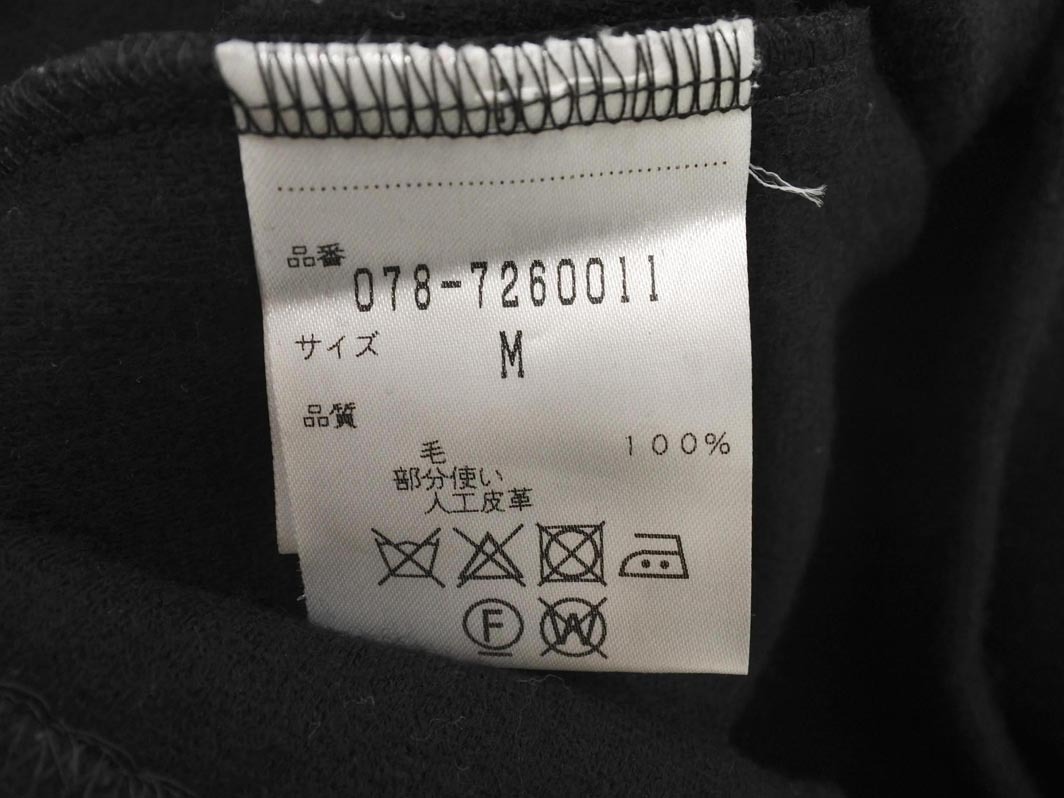 品番
078-7260011
サイズ M
品質
毛 100%
部分使い
人工皮革
F W